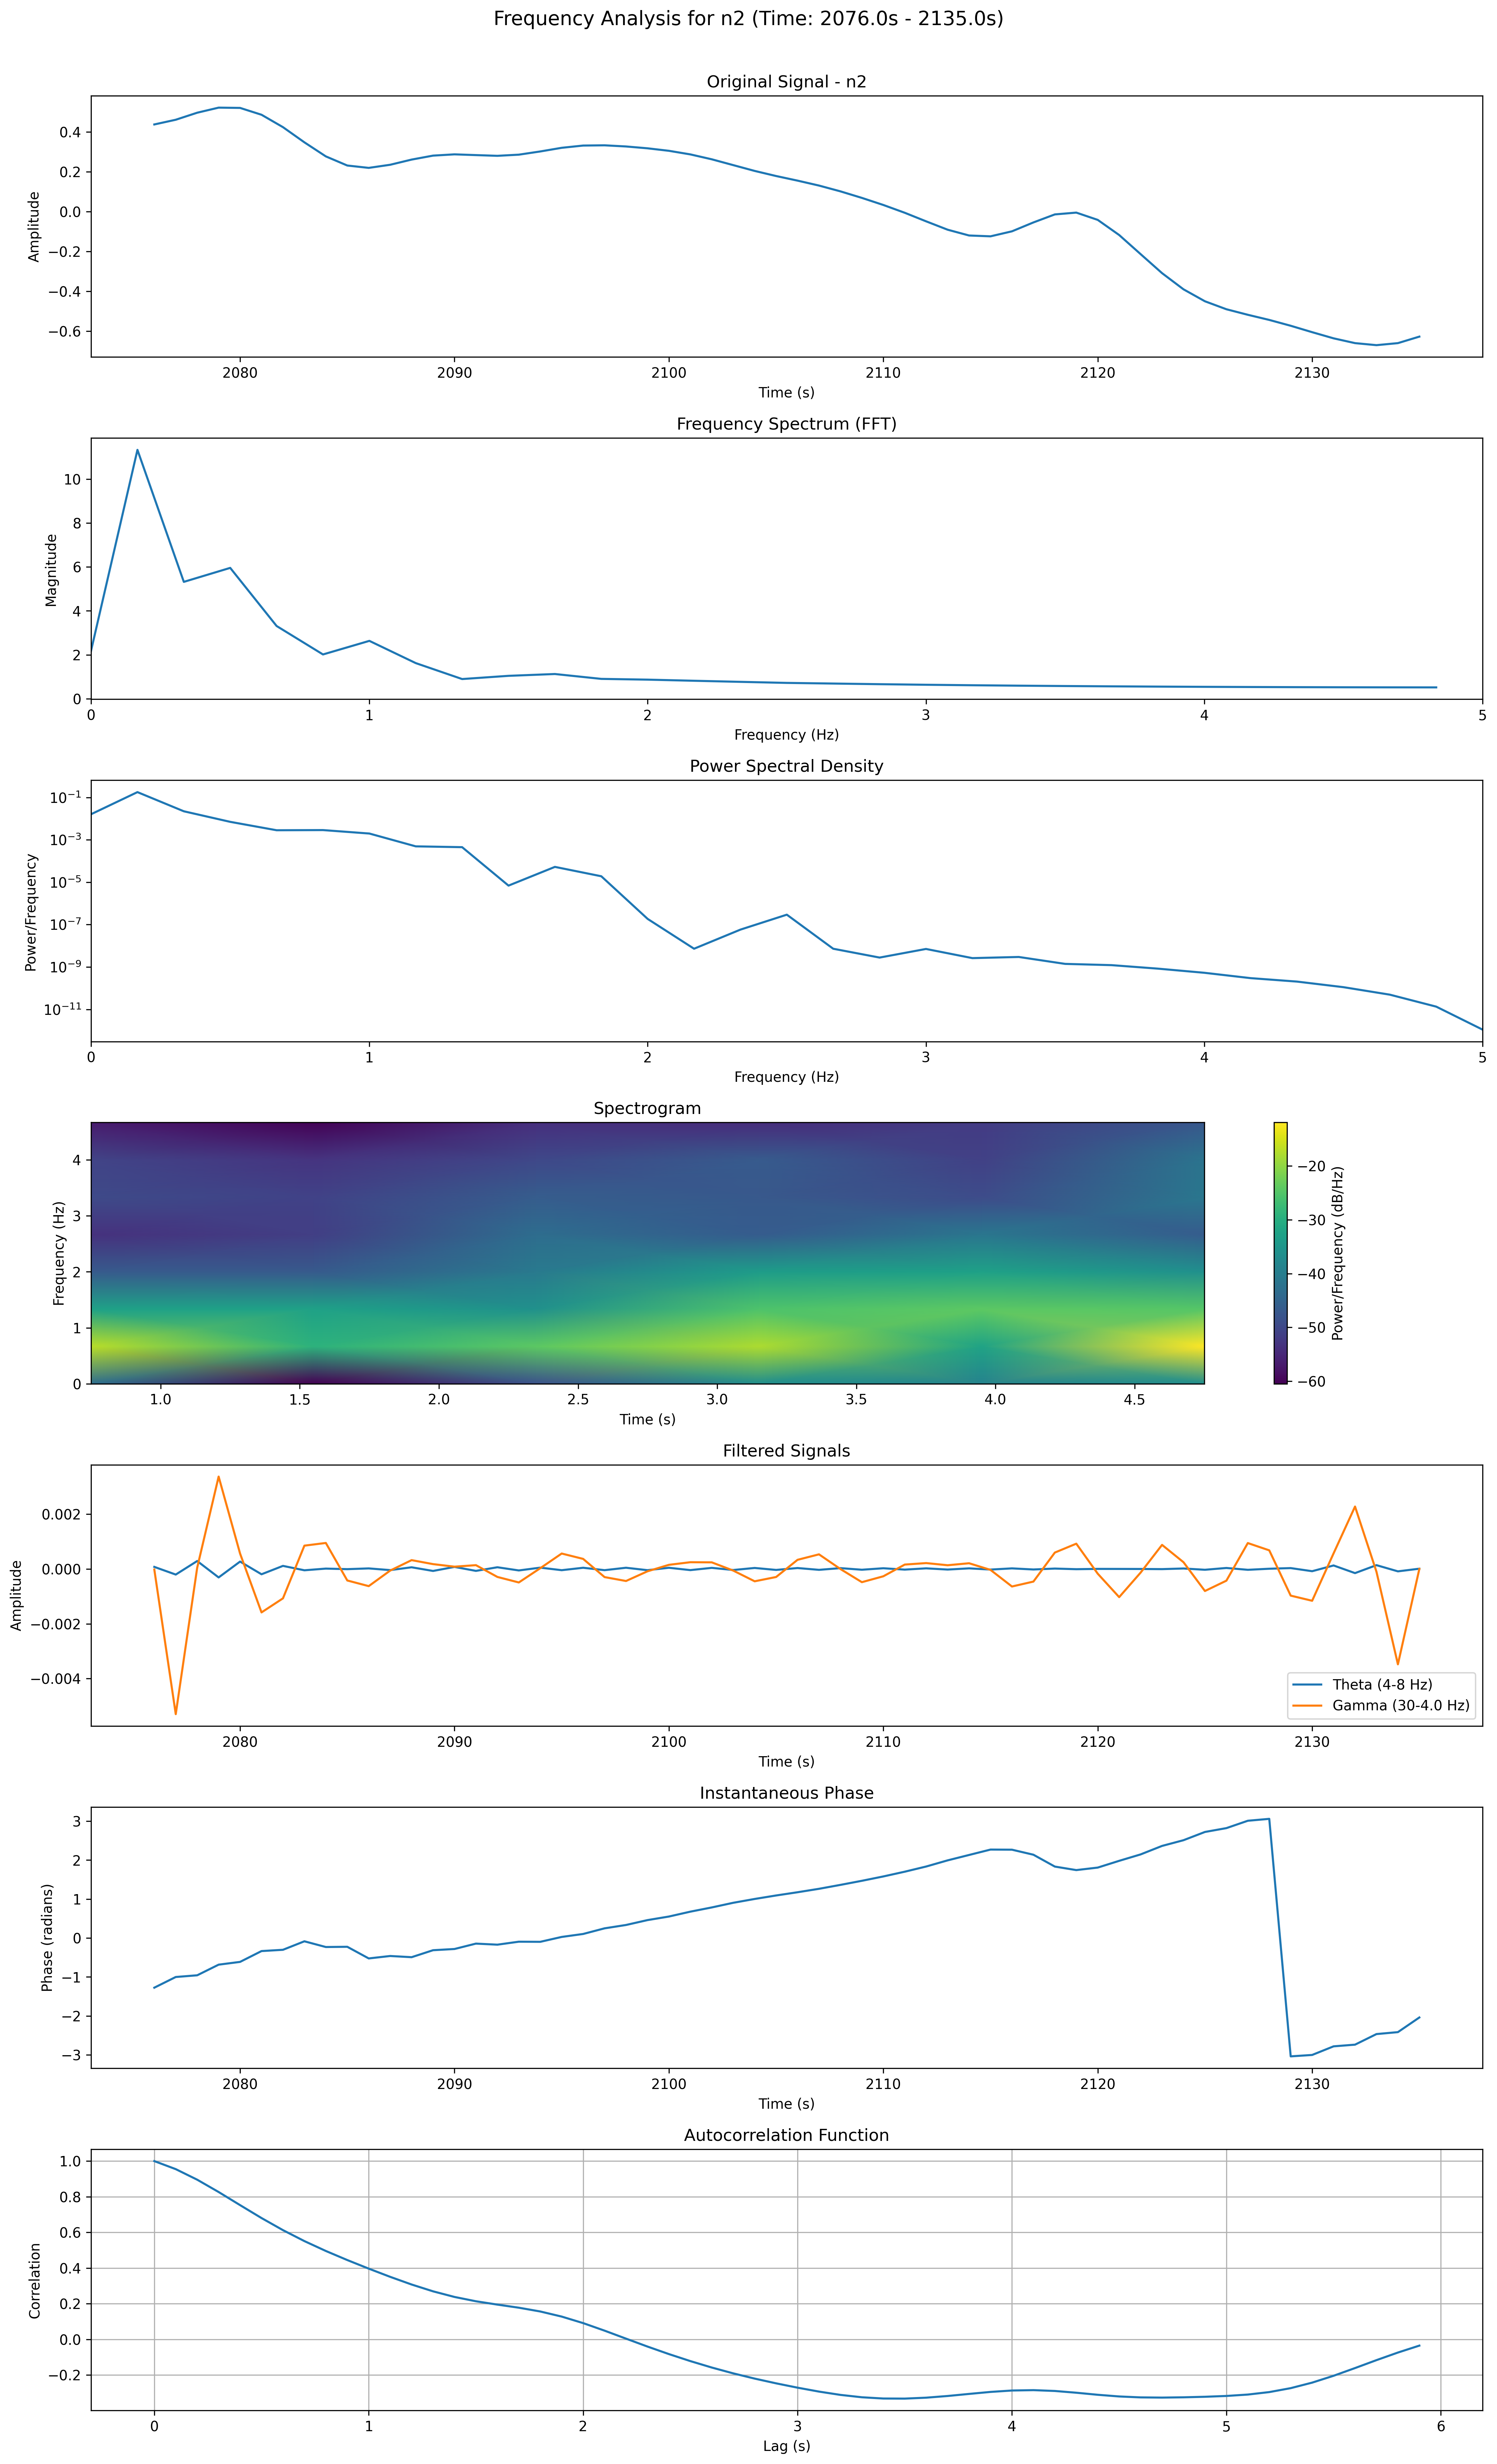 Frequency Analysis for n2 (Time: 2076.0s - 2135.0s)
Original Signal - n2
Amplitude
0.4
0.2
0.0
−0.2
−0.4
−0.6
2080 2090 2100 2110 2120 2130
Time (s)
Frequency Spectrum (FFT)
Magnitude
10
8
6
4
2
0
0 1 2 3 4 5
Frequency (Hz)
Power Spectral Density
Power/Frequency
10⁻¹
10⁻³
10⁻⁵
10⁻⁷
10⁻⁹
10⁻¹¹
0 1 2 3 4 5
Frequency (Hz)
Spectrogram
Frequency (Hz)
4
3
2
1
0
1.0 1.5 2.0 2.5 3.0 3.5 4.0 4.5
Time (s)
−20
−30
−40
−50
−60
Power/Frequency (dB/Hz)
Filtered Signals
Amplitude
0.002
0.000
−0.002
−0.004
Theta (4-8 Hz)
Gamma (30-4.0 Hz)
2080 2090 2100 2110 2120 2130
Time (s)
Instantaneous Phase
Phase (radians)
3
2
1
0
−1
−2
−3
2080 2090 2100 2110 2120 2130
Time (s)
Autocorrelation Function
Correlation
1.0
0.8
0.6
0.4
0.2
0.0
−0.2
0 1 2 3 4 5 6
Lag (s)